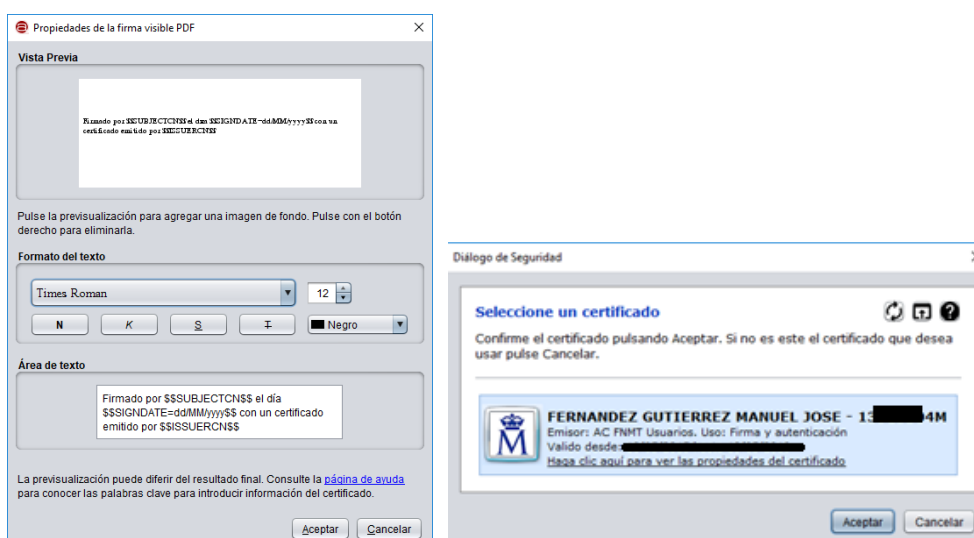 Propiedades de la firma visible PDF
Vista Previa
Firmado por $$SUBJECTCN$$ el día $$SIGNDATE=dd/MM/yyyy$$ con un
certificado emitido por $$ISSUERCN$$
Pulse la previsualización para agregar una imagen de fondo. Pulse con el botón
derecho para eliminarla.
Formato del texto
Times Roman
12
N
K
S
T
Negro
Área de texto
Firmado por $$SUBJECTCN$$ el día
$$SIGNDATE=dd/MM/yyyy$$ con un certificado
emitido por $$ISSUERCN$$
La previsualización puede diferir del resultado final. Consulte la página de ayuda
para conocer las palabras clave para introducir información del certificado.
Aceptar
Cancelar
Diálogo de Seguridad
Seleccione un certificado
Confirme el certificado pulsando Aceptar. Si no es este el certificado que desea
usar pulse Cancelar.
FERNANDEZ GUTIERREZ MANUEL JOSE - 13 4M
Emisor: AC FNMT Usuarios. Uso: Firma y autenticación
Valido desde:
Haga clic aquí para ver las propiedades del certificado
Aceptar
Cancelar